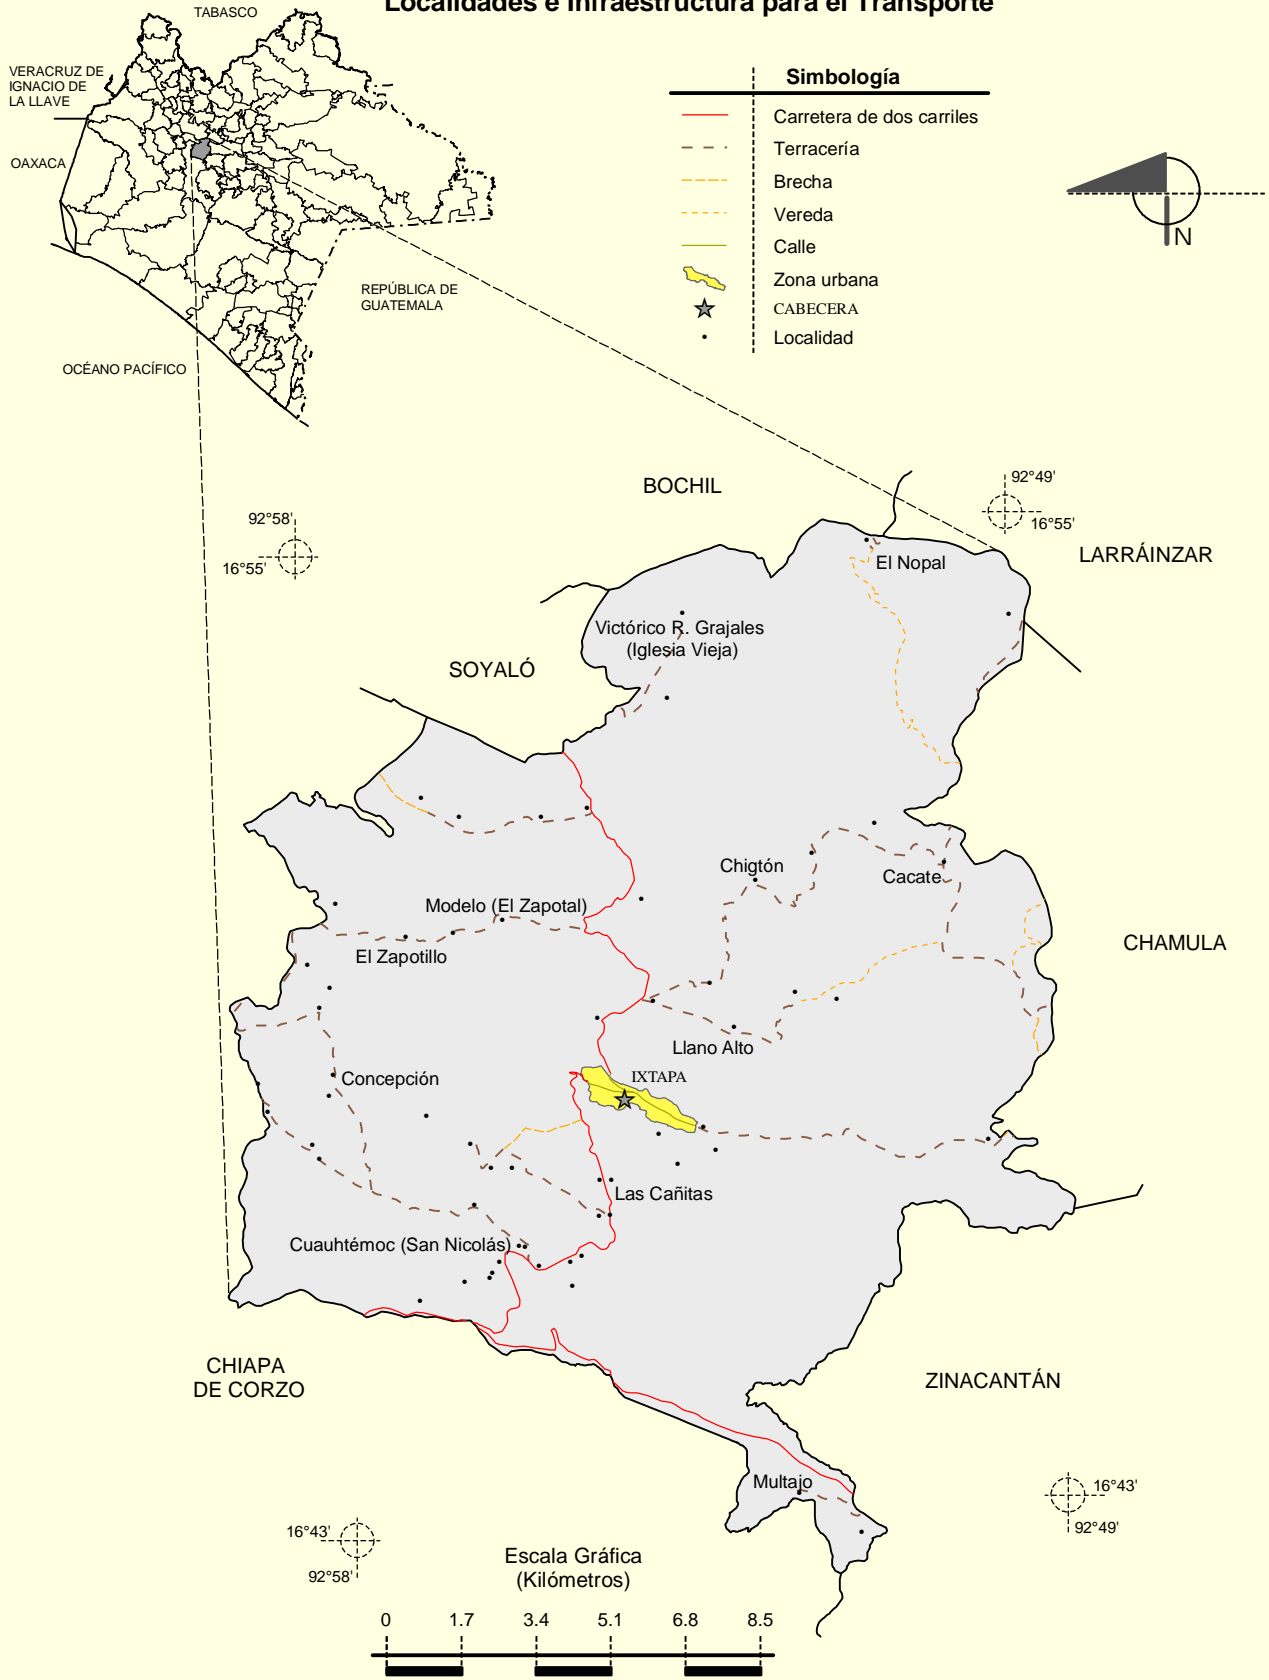 Localidades e Infraestructura para el Transporte
TABASCO
VERACRUZ DE
IGNACIO DE
LA LLAVE
OAXACA
REPÚBLICA DE
GUATEMALA
OCÉANO PACÍFICO
Simbología
Carretera de dos carriles
Terracería
Brecha
Vereda
Calle
Zona urbana
CABECERA
Localidad
N
BOCHIL
92°49'
16°55'
92°58'
16°55'
LARRÁINZAR
El Nopal
Victórico R. Grajales
(Iglesia Vieja)
SOYALÓ
Chigtón
Cacate
Modelo (El Zapotal)
El Zapotillo
CHAMULA
Llano Alto
IXTAPA
Concepción
Las Cañitas
Cuauhtémoc (San Nicolás)
CHIAPA
DE CORZO
ZINACANTÁN
Multajo
16°43'
92°49'
16°43'
92°58'
Escala Gráfica
(Kilómetros)
0 1.7 3.4 5.1 6.8 8.5